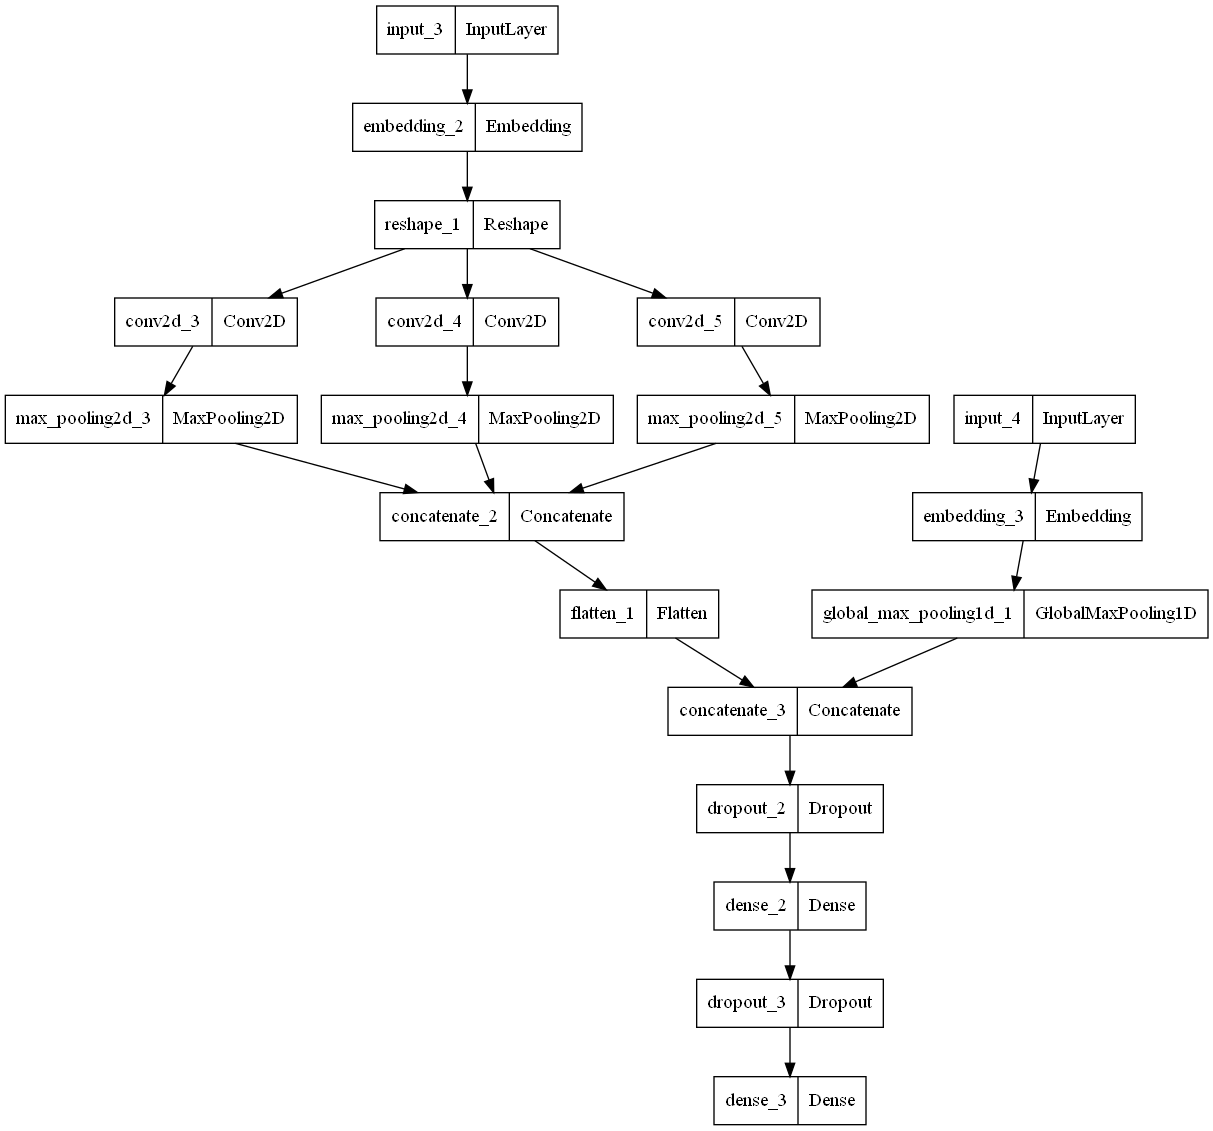 input_3 InputLayer
embedding_2 Embedding
reshape_1 Reshape
conv2d_3 Conv2D
conv2d_4 Conv2D
conv2d_5 Conv2D
max_pooling2d_3 MaxPooling2D
max_pooling2d_4 MaxPooling2D
max_pooling2d_5 MaxPooling2D
input_4 InputLayer
concatenate_2 Concatenate
embedding_3 Embedding
flatten_1 Flatten
global_max_pooling1d_1 GlobalMaxPooling1D
concatenate_3 Concatenate
dropout_2 Dropout
dense_2 Dense
dropout_3 Dropout
dense_3 Dense